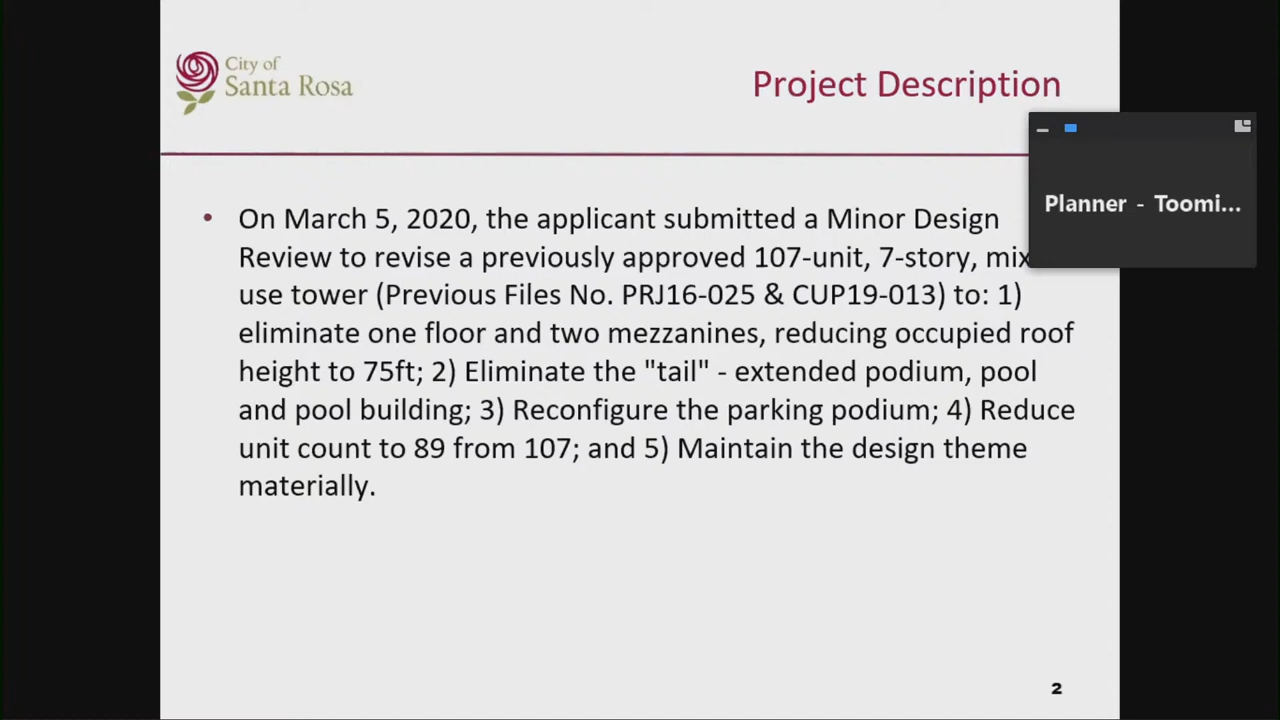 City of
Santa Rosa
Project Description
Planner - Toomi...
• On March 5, 2020, the applicant submitted a Minor Design
Review to revise a previously approved 107-unit, 7-story,
use tower (Previous Files No. PRJ16-025 & CUP19-013) to: 1)
eliminate one floor and two mezzanines, reducing occupied roof
height to 75ft; 2) Eliminate the "tail" - extended podium, pool
and pool building; 3) Reconfigure the parking podium; 4) Reduce
unit count to 89 from 107; and 5) Maintain the design theme
materially.
2